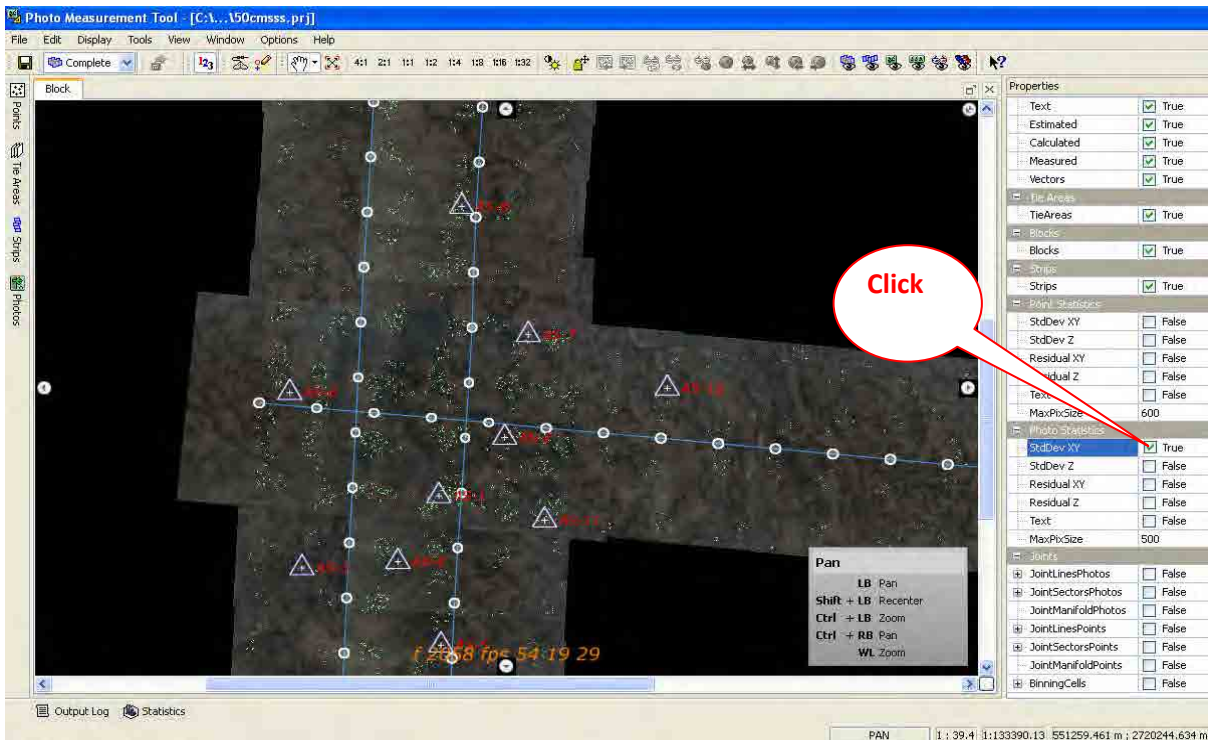 Photo Measurement Tool - [C:\...\50cmsss.prj]
File Edit Display Tools View Window Options Help
Complete 123 4:1 2:1 1:1 1:2 1:4 1:8 1:16 1:32
Block
Points
Tie Areas
Strips
Photos
f 2058 fps 54 19 29
Click
Pan
LB Pan
Shift + LB Recenter
Ctrl + LB Zoom
Ctrl + RB Pan
WL Zoom
Properties
Text True
Estimated True
Calculated True
Measured True
Vectors True
Tie Areas
TieAreas True
Blocks
Blocks True
Strips
Strips True
Point Statistics
StdDev XY False
StdDev Z False
Residual XY False
Residual Z False
Text False
MaxPixSize 600
Photo Statistics
StdDev XY True
StdDev Z False
Residual XY False
Residual Z False
Text False
MaxPixSize 500
Joints
JointLinesPhotos False
JointSectorsPhotos False
JointManifoldPhotos False
JointLinesPoints False
JointSectorsPoints False
JointManifoldPoints False
BinningCells False
Output Log Statistics
PAN 1 : 39.4 1:133390.13 551259.461 m ; 2720244.634 m